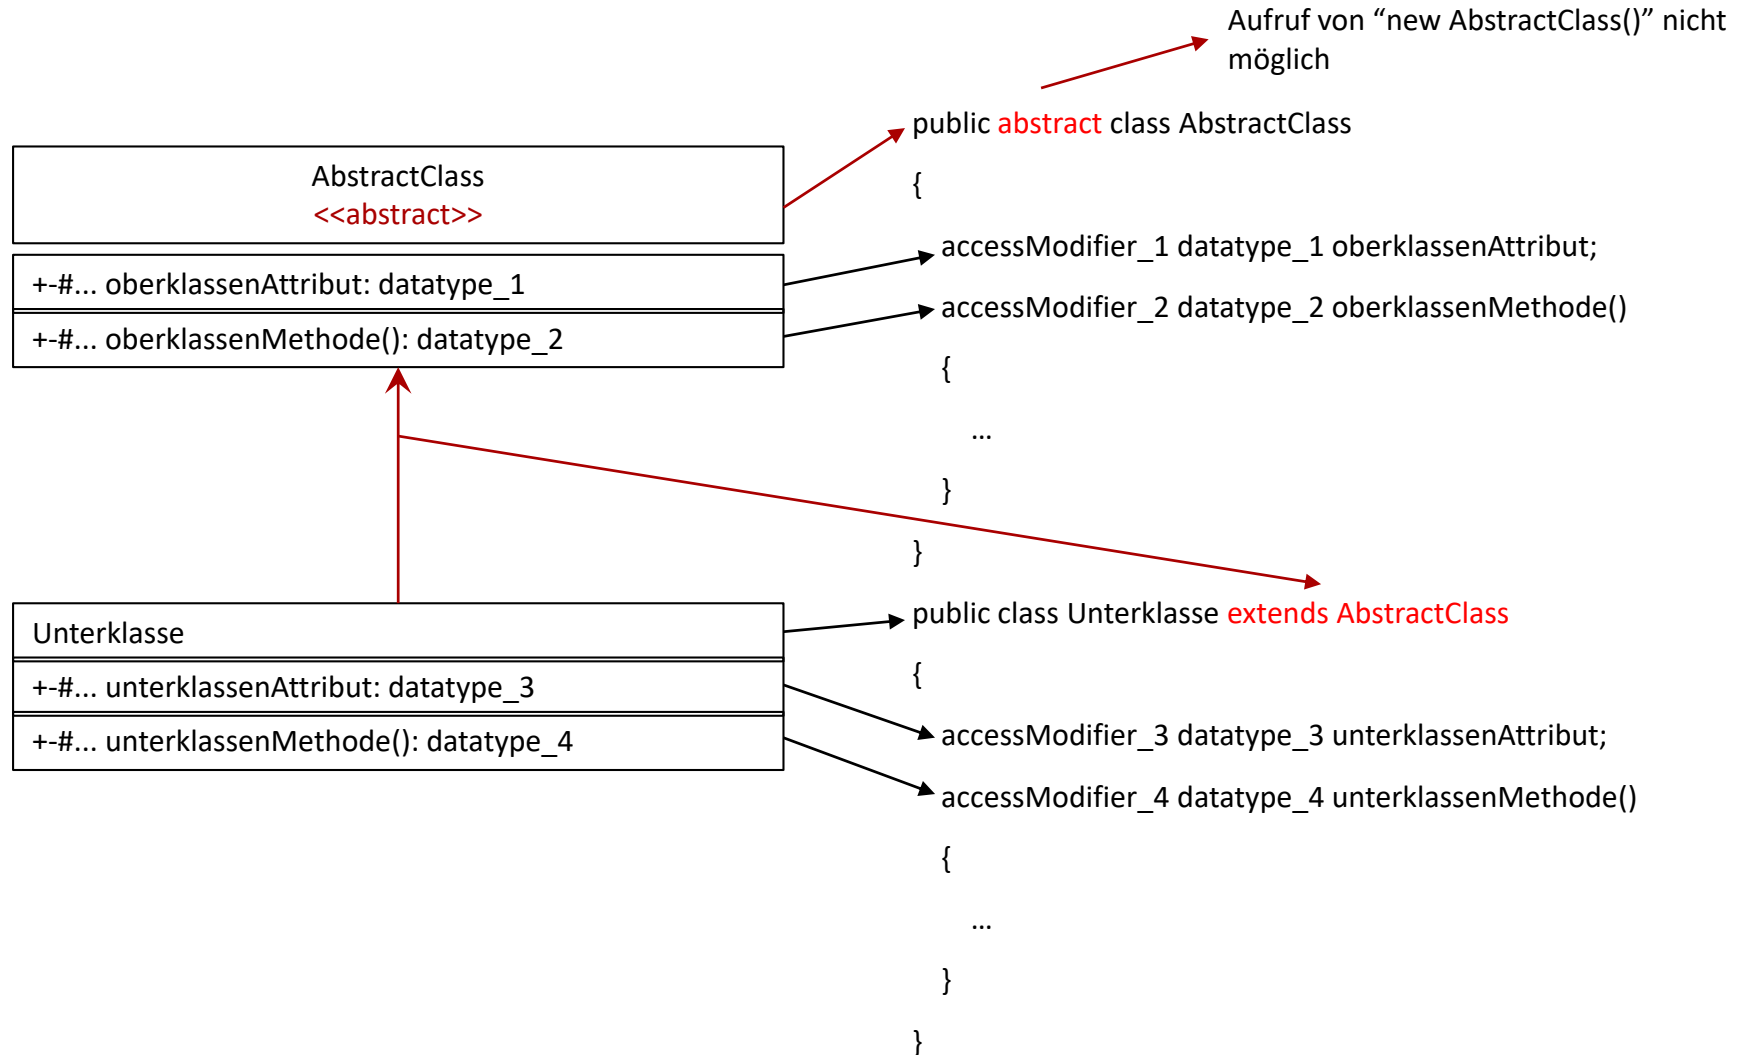 Aufruf von “new AbstractClass()” nicht
möglich
AbstractClass
<<abstract>>
+-#... oberklassenAttribut: datatype_1
+-#... oberklassenMethode(): datatype_2
Unterklasse
+-#... unterklassenAttribut: datatype_3
+-#... unterklassenMethode(): datatype_4
public abstract class AbstractClass
{
accessModifier_1 datatype_1 oberklassenAttribut;
accessModifier_2 datatype_2 oberklassenMethode()
{
...
}
}
public class Unterklasse extends AbstractClass
{
accessModifier_3 datatype_3 unterklassenAttribut;
accessModifier_4 datatype_4 unterklassenMethode()
{
...
}
}